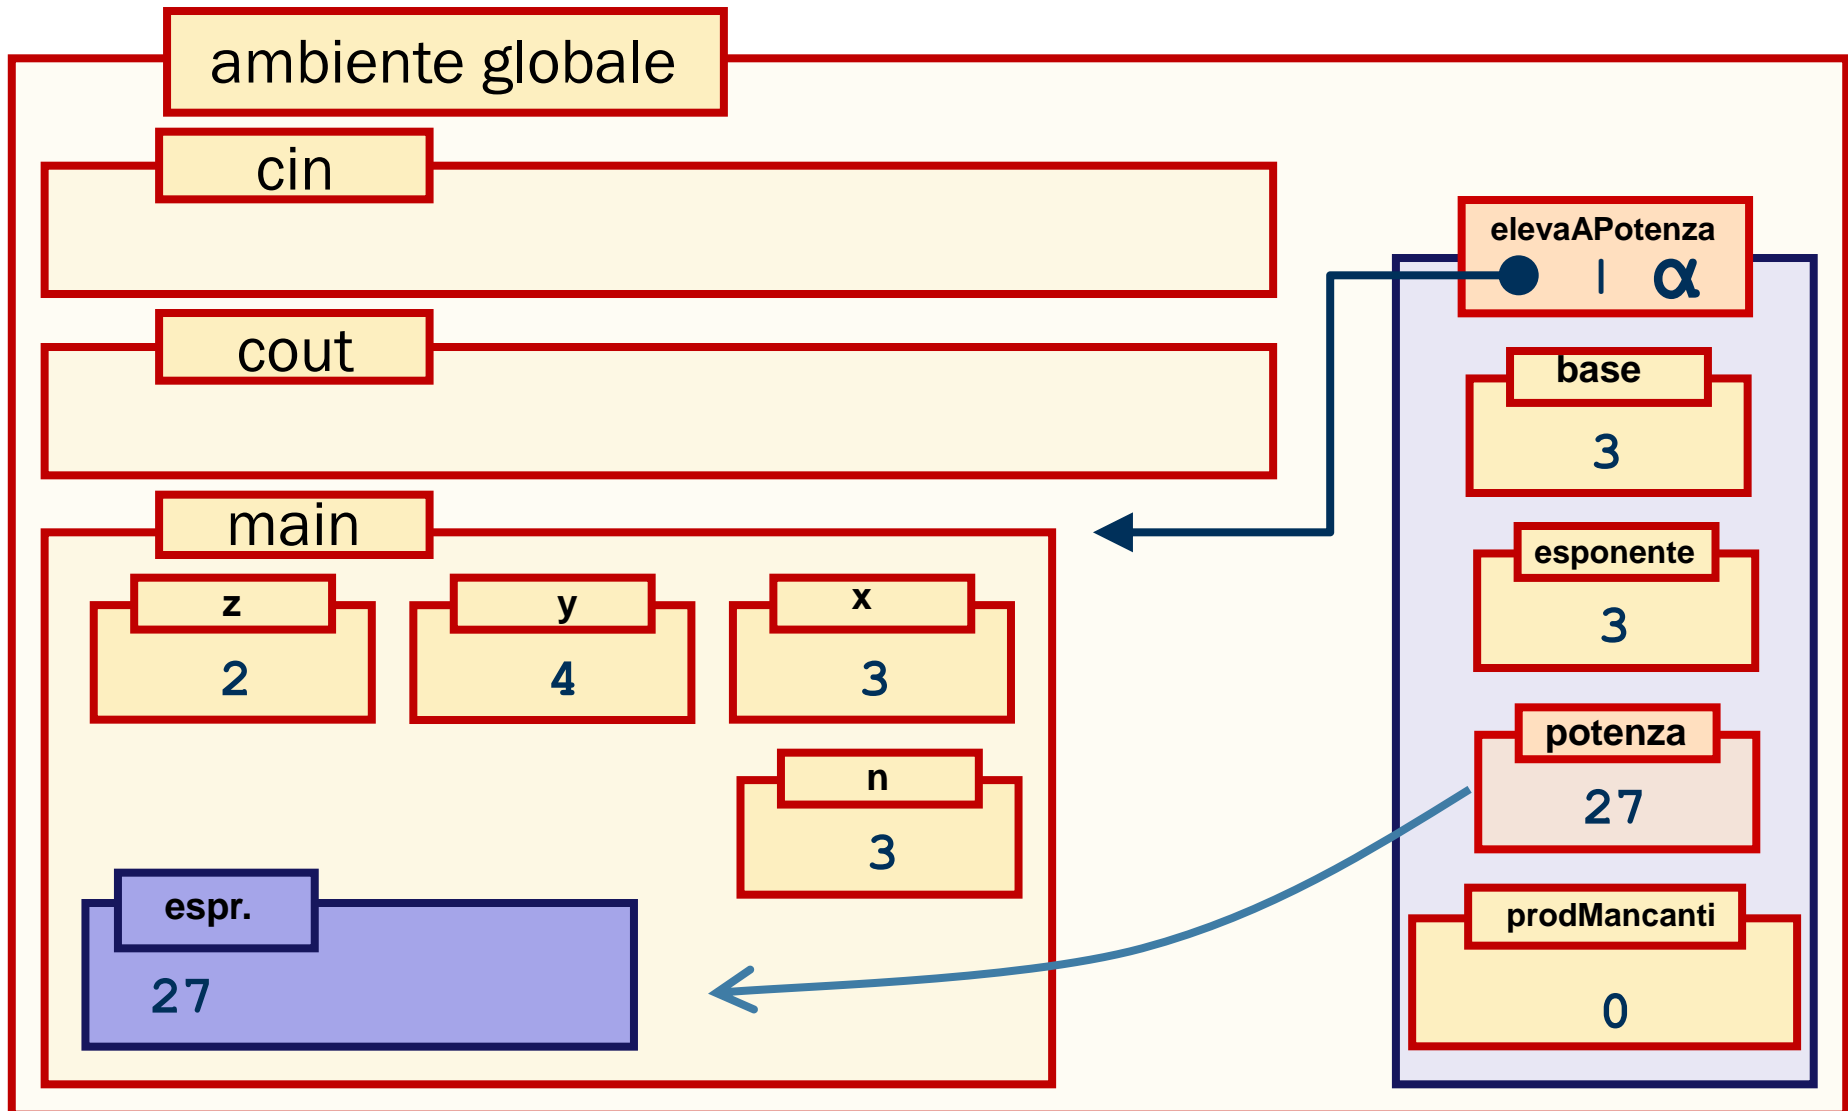 ambiente globale
cin
cout
main
z
2
y
4
x
3
n
3
espr.
27
elevaAPotenza
| α
base
3
esponente
3
potenza
27
prodMancanti
0